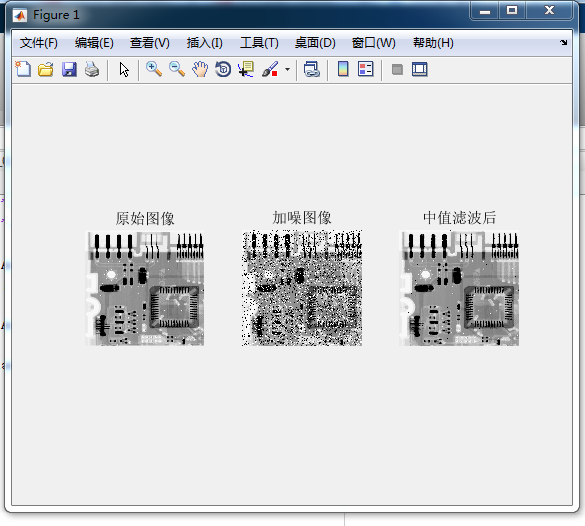 Figure 1
文件(F) 编辑(E) 查看(V) 插入(I) 工具(T) 桌面(D) 窗口(W) 帮助(H)
原始图像 加噪图像 中值滤波后